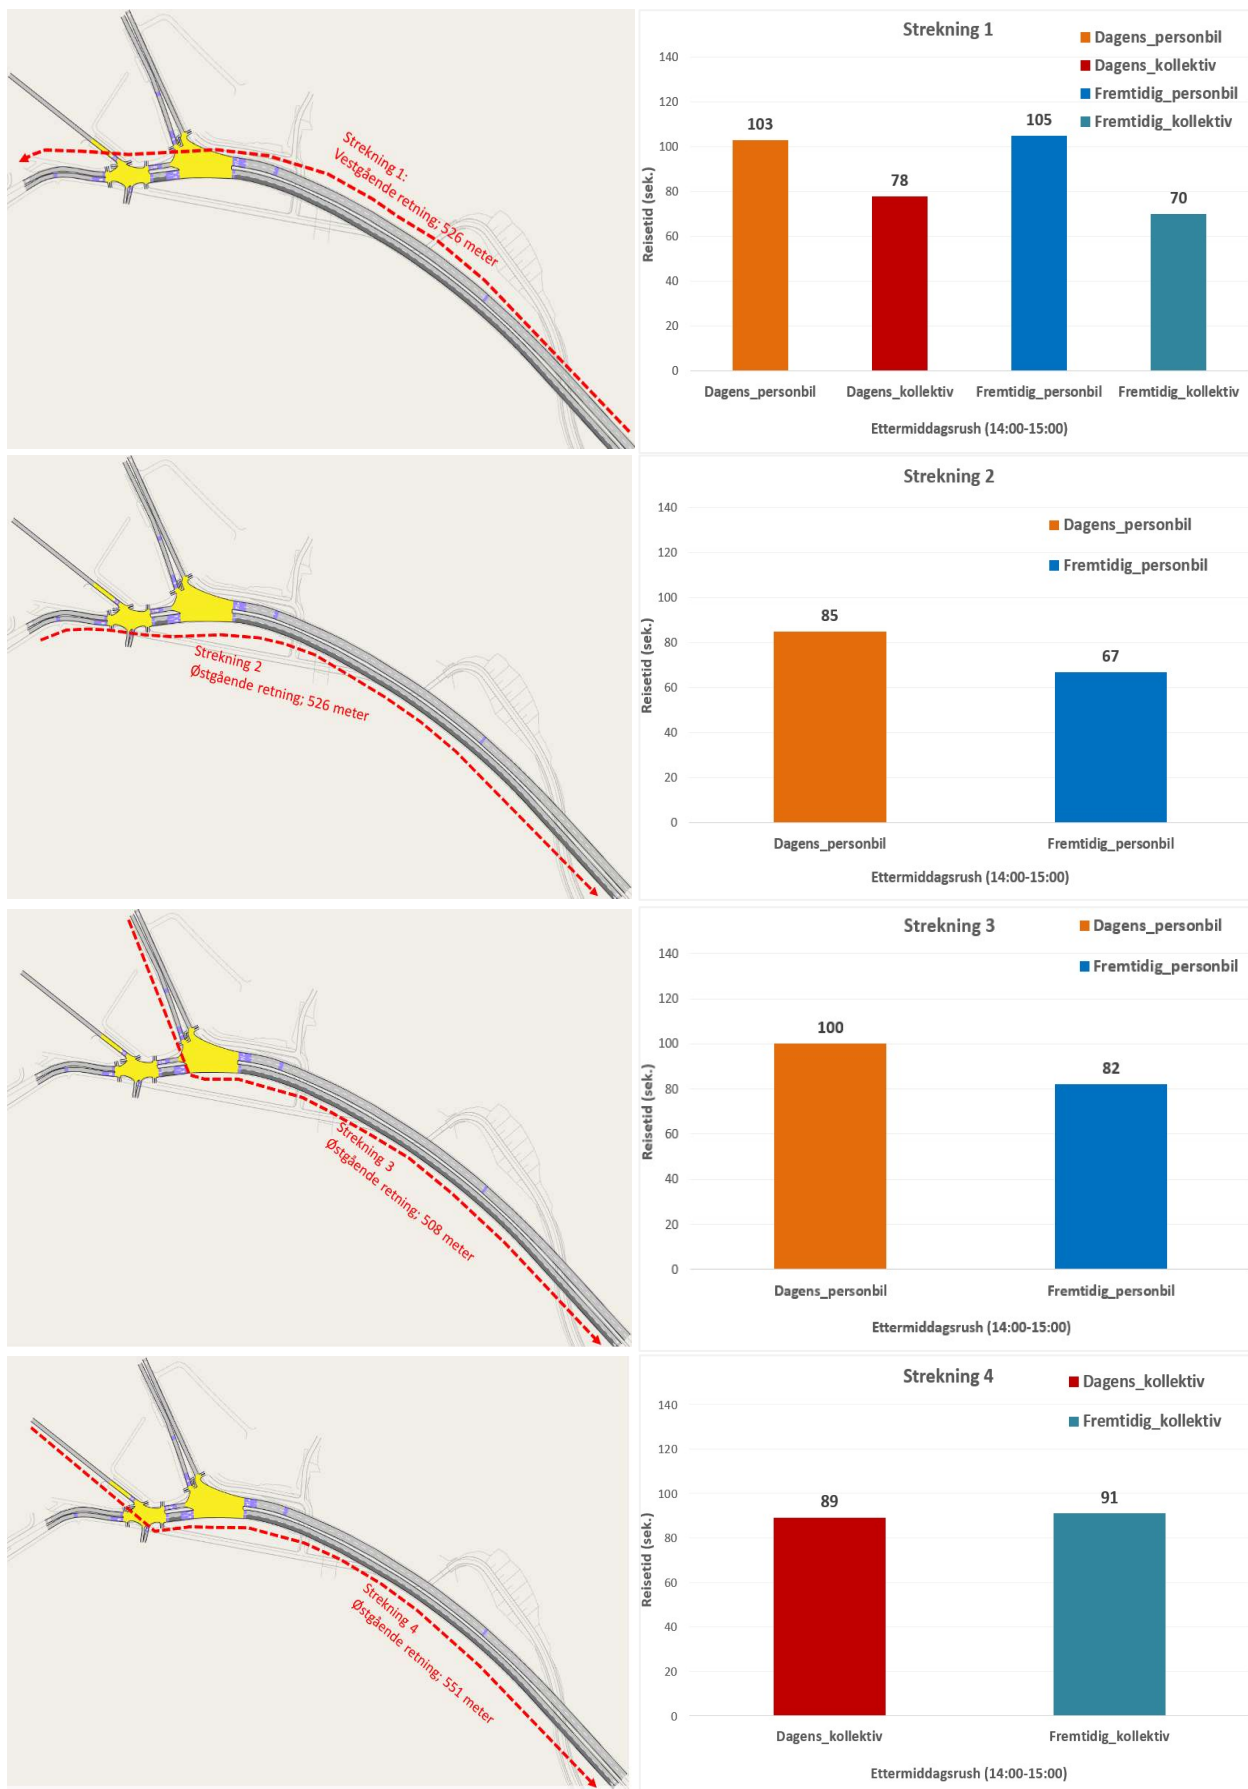 Strekning 1:
Vestgående retning; 526 meter
Strekning 1
Dagens_personbil
Dagens_kollektiv
Fremtidig_personbil
Fremtidig_kollektiv
Reisetid (sek.)
140
120
100
80
60
40
20
0
103
78
105
70
Dagens_personbil
Dagens_kollektiv
Fremtidig_personbil
Fremtidig_kollektiv
Ettermiddagsrush (14:00-15:00)
Strekning 2
Østgående retning; 526 meter
Strekning 2
Dagens_personbil
Fremtidig_personbil
Reisetid (sek.)
140
120
100
80
60
40
20
0
85
67
Dagens_personbil
Fremtidig_personbil
Ettermiddagsrush (14:00-15:00)
Strekning 3
Østgående retning; 508 meter
Strekning 3
Dagens_personbil
Fremtidig_personbil
Reisetid (sek.)
140
120
100
80
60
40
20
0
100
82
Dagens_personbil
Fremtidig_personbil
Ettermiddagsrush (14:00-15:00)
Strekning 4
Østgående retning; 551 meter
Strekning 4
Dagens_kollektiv
Fremtidig_kollektiv
Reisetid (sek.)
140
120
100
80
60
40
20
0
89
91
Dagens_kollektiv
Fremtidig_kollektiv
Ettermiddagsrush (14:00-15:00)